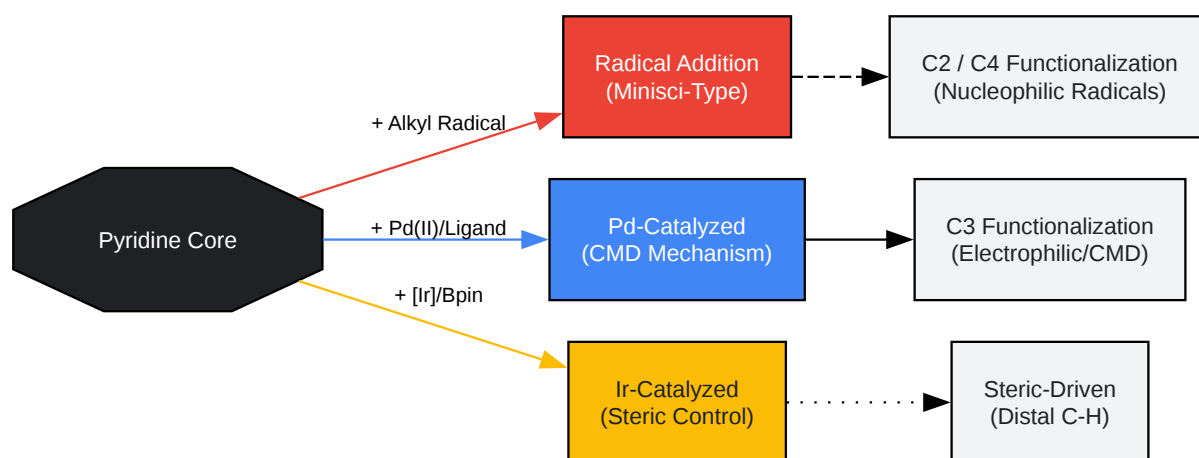 Pyridine Core
+ Alkyl Radical
+ Pd(II)/Ligand
+ [Ir]/Bpin
Radical Addition
(Minisci-Type)
C2 / C4 Functionalization
(Nucleophilic Radicals)
Pd-Catalyzed
(CMD Mechanism)
C3 Functionalization
(Electrophilic/CMD)
Ir-Catalyzed
(Steric Control)
Steric-Driven
(Distal C-H)